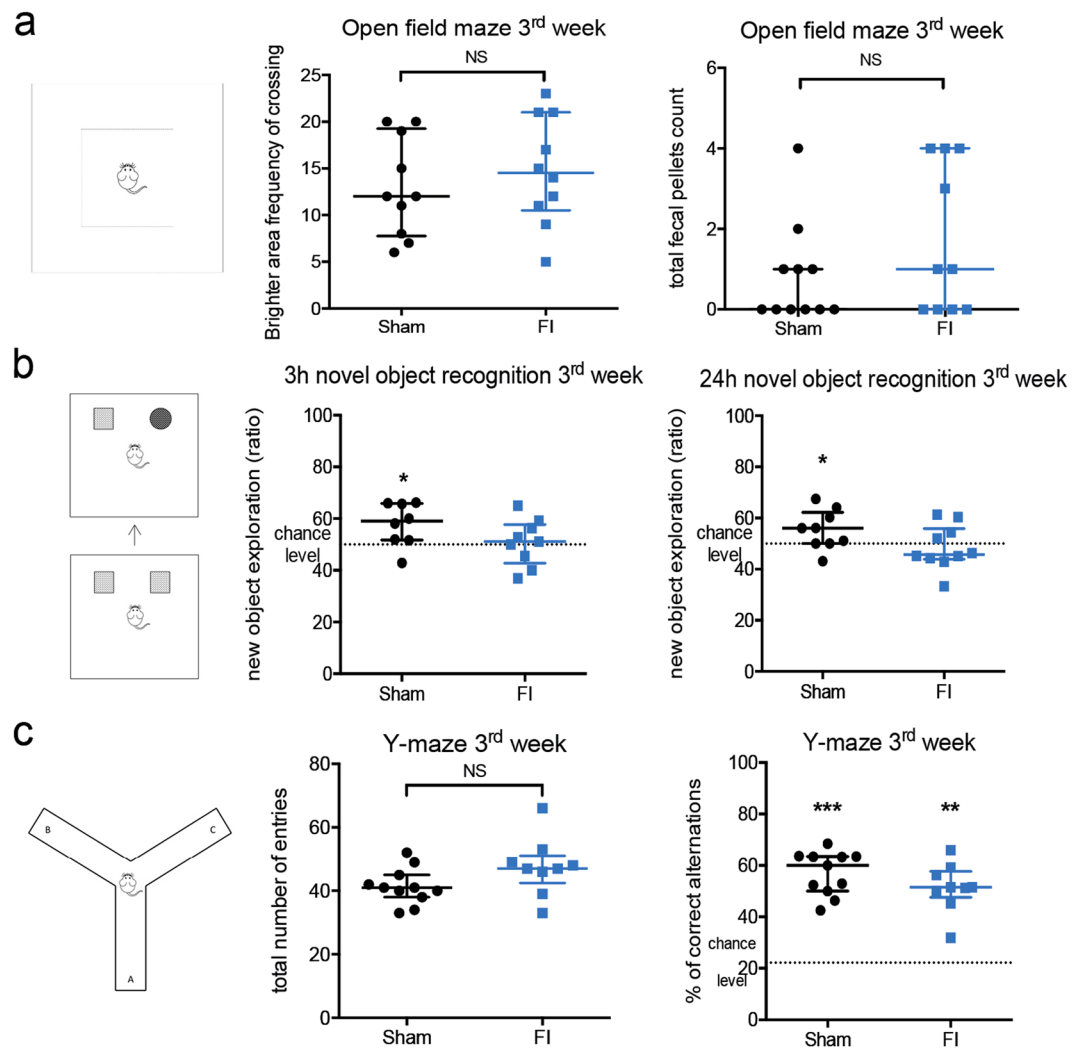 a
Open field maze 3rd week
NS
Brighter area frequency of crossing
25
20
15
10
5
0
Sham
FI
Open field maze 3rd week
NS
total fecal pellets count
6
4
2
0
Sham
FI
b
3h novel object recognition 3rd week
new object exploration (ratio)
100
80
60
40
20
0
chance
level
*
Sham
FI
24h novel object recognition 3rd week
new object exploration (ratio)
100
80
60
40
20
0
chance
level
*
Sham
FI
c
B
C
A
Y-maze 3rd week
NS
total number of entries
80
60
40
20
0
Sham
FI
Y-maze 3rd week
% of correct alternations
100
80
60
40
20
0
chance
level
***
**
Sham
FI